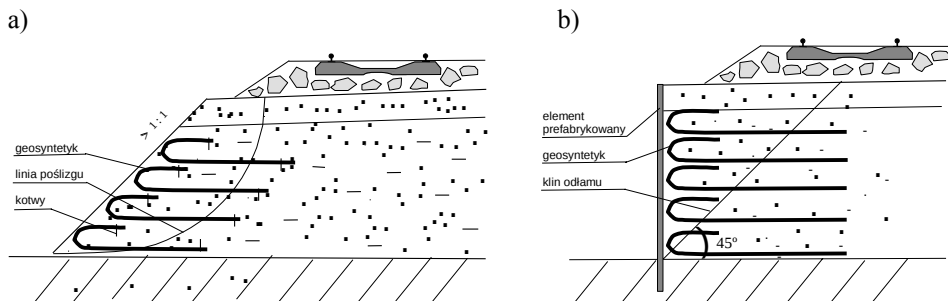 a)
> 1:1
geosyntetyk
linia poślizgu
kotwy
b)
element
prefabrykowany
geosyntetyk
klin odłamu
45º